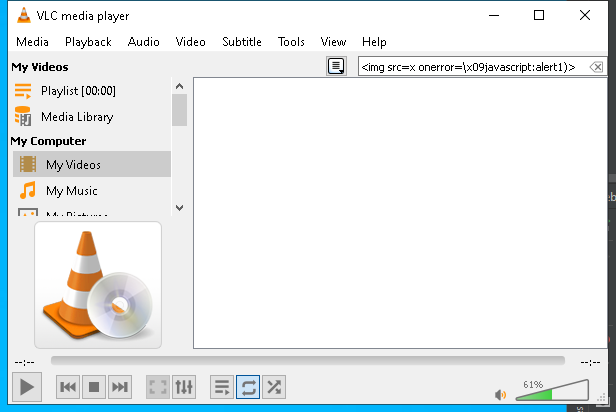 VLC media player
Media Playback Audio Video Subtitle Tools View Help
My Videos
<img src=x onerror=\x09javascript:alert1)>
Playlist [00:00]
Media Library
My Computer
My Videos
My Music
My Pictures
--:--
--:--
61%